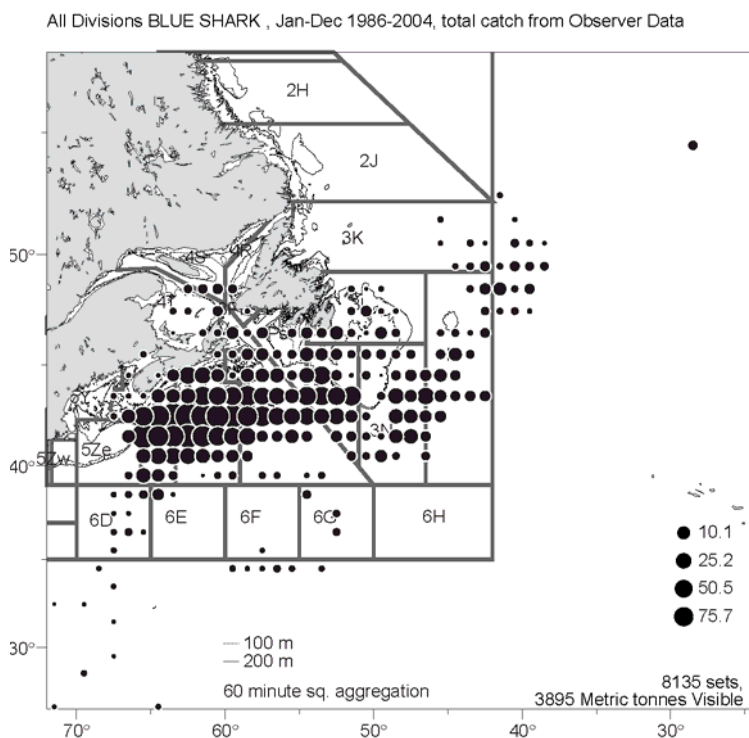 All Divisions BLUE SHARK , Jan-Dec 1986-2004, total catch from Observer Data
2H
2J
3K
50°
4R
4S
4T
3N
5Ze
5Zw
40°
6D 6E 6F 6G 6H
10.1
25.2
50.5
75.7
30°
100 m
200 m
60 minute sq. aggregation
8135 sets,
3895 Metric tonnes Visible
70° 60° 50° 40° 30°